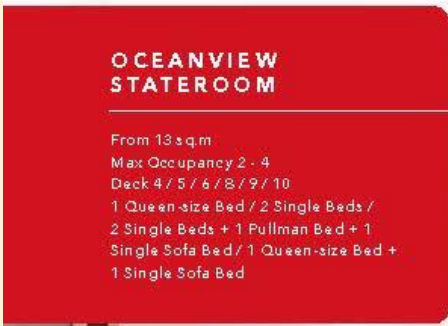 OCEANVIEW
STATEROOM
From 13 sq.m
Max Occupancy 2 - 4
Deck 4 / 5 / 6 / 8 / 9 / 10
1 Queen-size Bed / 2 Single Beds /
2 Single Beds + 1 Pullman Bed + 1
Single Sofa Bed / 1 Queen-size Bed +
1 Single Sofa Bed